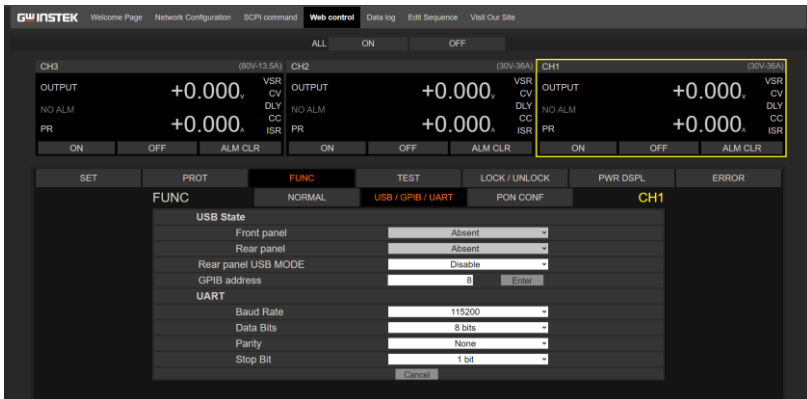 GW INSTEK Welcome Page Network Configuration SCPI command Web control Data log Edit Sequence Visit Our Site
ALL ON OFF
CH3 (80V-13.5A) CH2 (30V-36A) CH1 (30V-36A)
OUTPUT +0.000 V VSR CV OUTPUT +0.000 V VSR CV OUTPUT +0.000 V VSR CV
NO ALM DLY NO ALM DLY NO ALM DLY
PR +0.000 A CC ISR PR +0.000 A CC ISR PR +0.000 A CC ISR
ON OFF ALM CLR ON OFF ALM CLR ON OFF ALM CLR
SET PROT FUNC TEST LOCK / UNLOCK PWR DSPL ERROR
FUNC NORMAL USB / GPIB / UART PON CONF CH1
USB State
Front panel Absent
Rear panel Absent
Rear panel USB MODE Disable
GPIB address 8 Enter
UART
Baud Rate 115200
Data Bits 8 bits
Parity None
Stop Bit 1 bit
Cancel